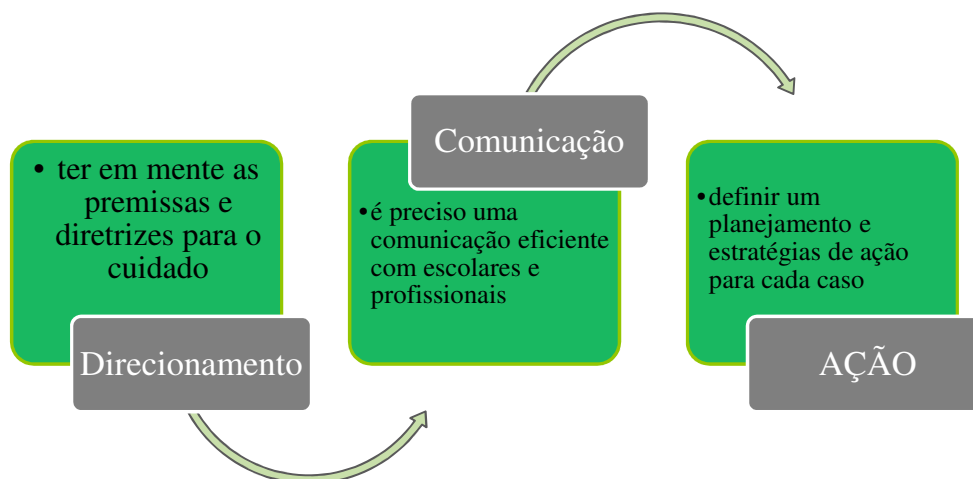 • ter em mente as
premissas e
diretrizes para o
cuidado
Direcionamento
Comunicação
•é preciso uma
comunicação eficiente
com escolares e
profissionais
•definir um
planejamento e
estratégias de ação
para cada caso
AÇÃO